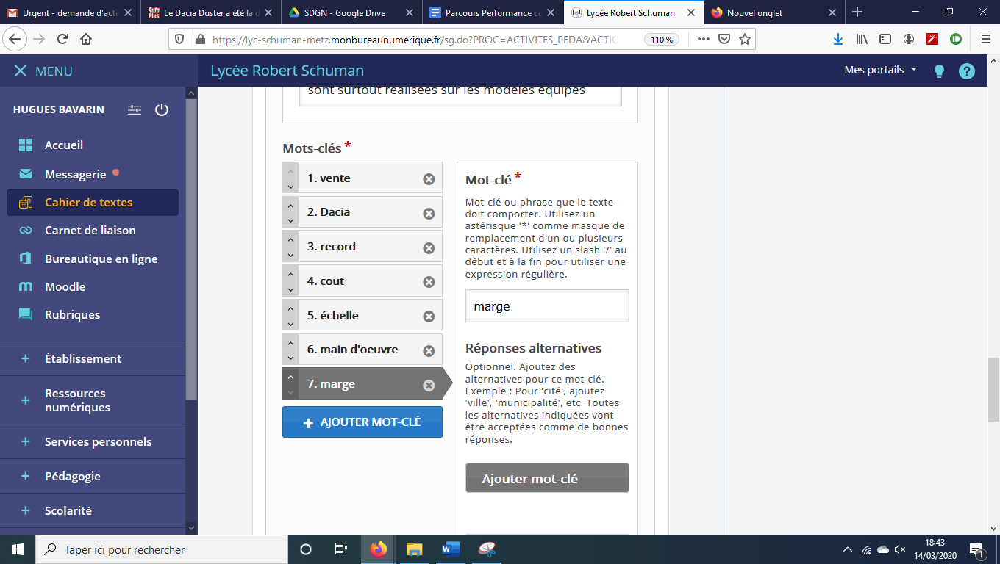 Urgent - demande d'acti
Auto Plus
Le Dacia Duster a été la d
SDGN - Google Drive
Parcours Performance co
Lycée Robert Schuman
Nouvel onglet
https://lyc-schuman-metz.monbureaunumerique.fr/sg.do?PROC=ACTIVITES_PEDA&ACTIO
110 %
MENU
Lycée Robert Schuman
Mes portails
HUGUES BAVARIN
Accueil
Messagerie
Cahier de textes
Carnet de liaison
Bureautique en ligne
Moodle
Rubriques
Établissement
Ressources
numériques
Services personnels
Pédagogie
Scolarité
sont surtout réalisées sur les modèles équipés
Mots-clés *
1. vente
2. Dacia
3. record
4. cout
5. échelle
6. main d'oeuvre
7. marge
+ AJOUTER MOT-CLÉ
Mot-clé *
Mot-clé ou phrase que le texte
doit comporter. Utilisez un
astérisque '*' comme masque de
remplacement d'un ou plusieurs
caractères. Utilisez un slash '/' au
début et à la fin pour utiliser une
expression régulière.
marge
Réponses alternatives
Optionnel. Ajoutez des
alternatives pour ce mot-clé.
Exemple : Pour 'cité', ajoutez
'ville', 'municipalité', etc. Toutes
les alternatives indiquées vont
être acceptées comme de bonnes
réponses.
Ajouter mot-clé
Taper ici pour rechercher
18:43
14/03/2020
1